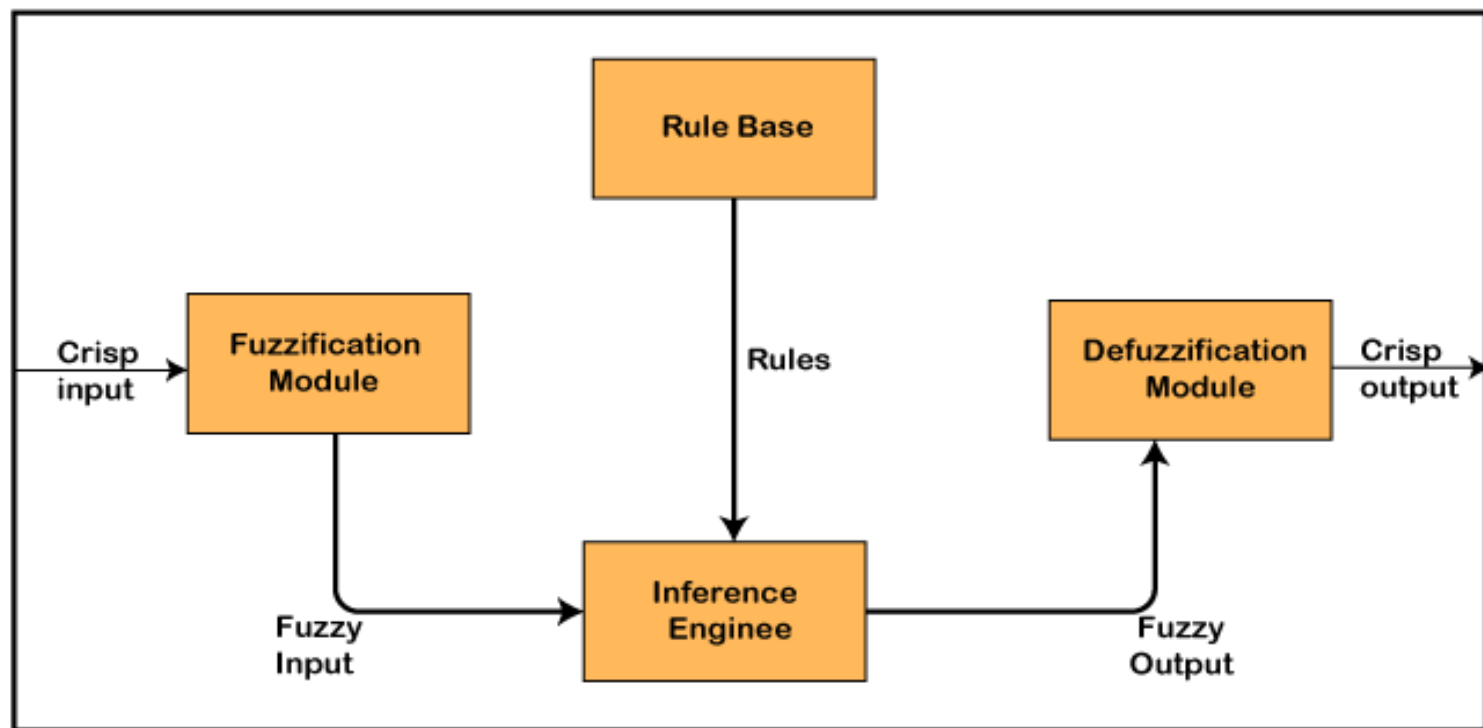 Rule Base
Crisp
input
Fuzzification
Module
Rules
Defuzzification
Module
Crisp
output
Fuzzy
Input
Inference
Enginee
Fuzzy
Output